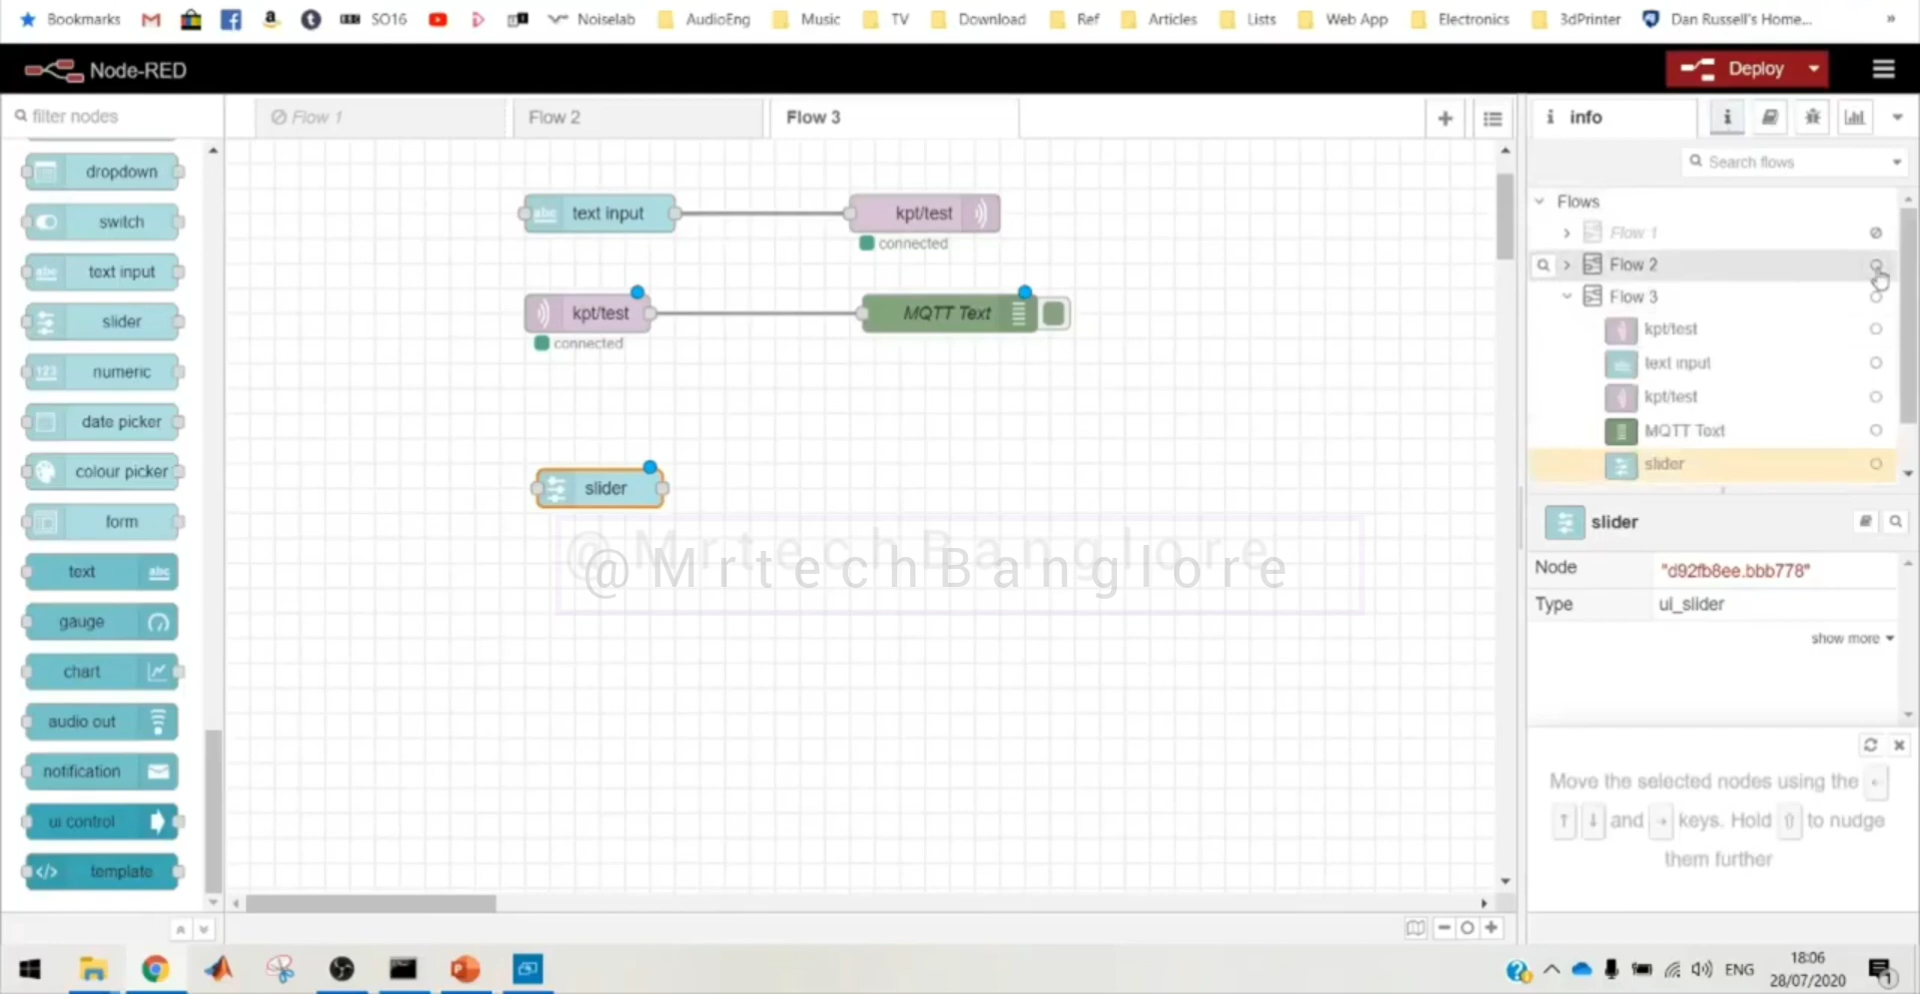 Bookmarks SO16 Noiselab AudioEng Music TV Download Ref Articles Lists Web App Electronics 3dPrinter Dan Russell's Home... »
Node-RED Deploy
filter nodes Flow 1 Flow 2 Flow 3 i info
Search flows
dropdown
switch
text input
slider
numeric
date picker
colour picker
form
text abc
gauge
chart
audio out
notification
ui control
template
abc text input kpt/test
connected
kpt/test MQTT Text
connected
slider
@MrtechBanglore
@MrtechBanglore
Flows
Flow 1
Flow 2
Flow 3
kpt/test
text input
kpt/test
MQTT Text
slider
slider
Node "d92fb8ee.bbb778"
Type ui_slider
show more
Move the selected nodes using the ←
↑ ↓ and → keys. Hold ⇧ to nudge
them further
ENG 18:06
28/07/2020
1